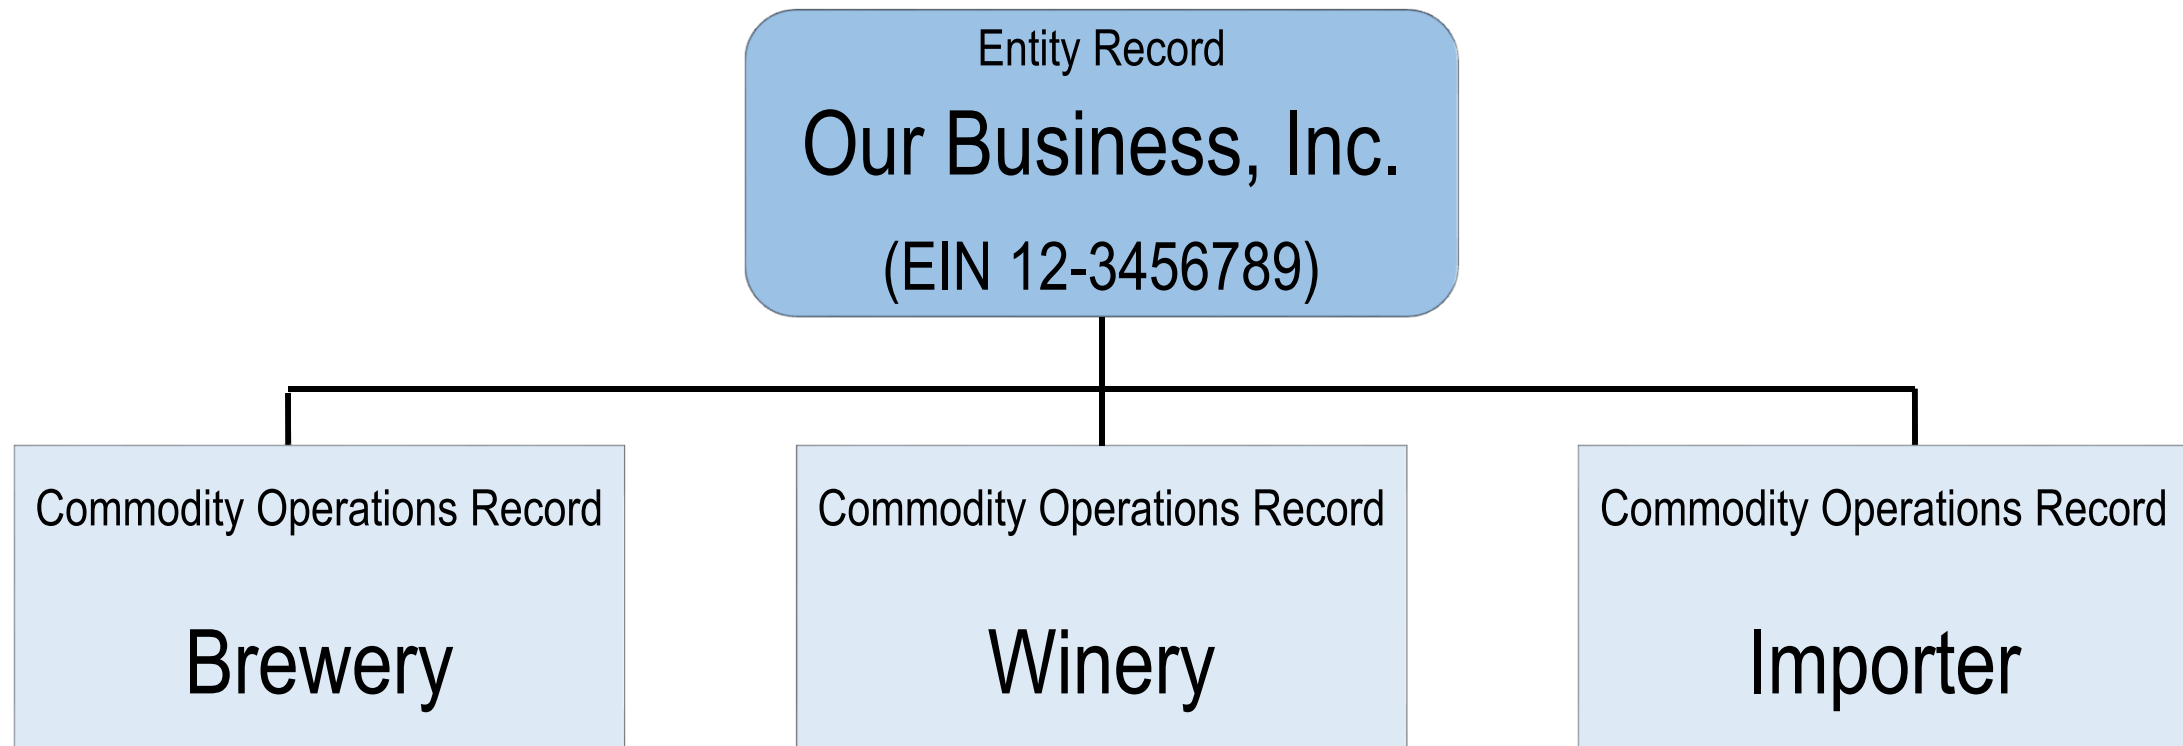 Entity Record
Our Business, Inc.
(EIN 12-3456789)
Commodity Operations Record
Brewery
Commodity Operations Record
Winery
Commodity Operations Record
Importer